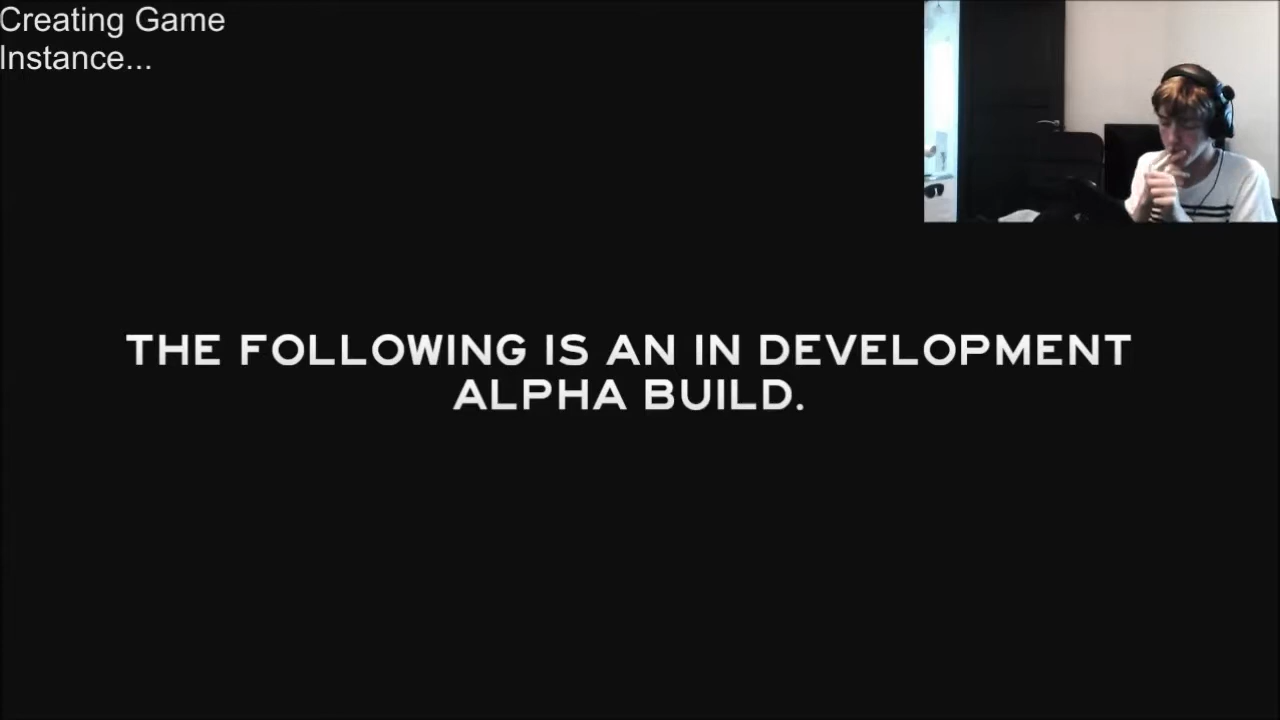 Creating Game
Instance...
THE FOLLOWING IS AN IN DEVELOPMENT
ALPHA BUILD.